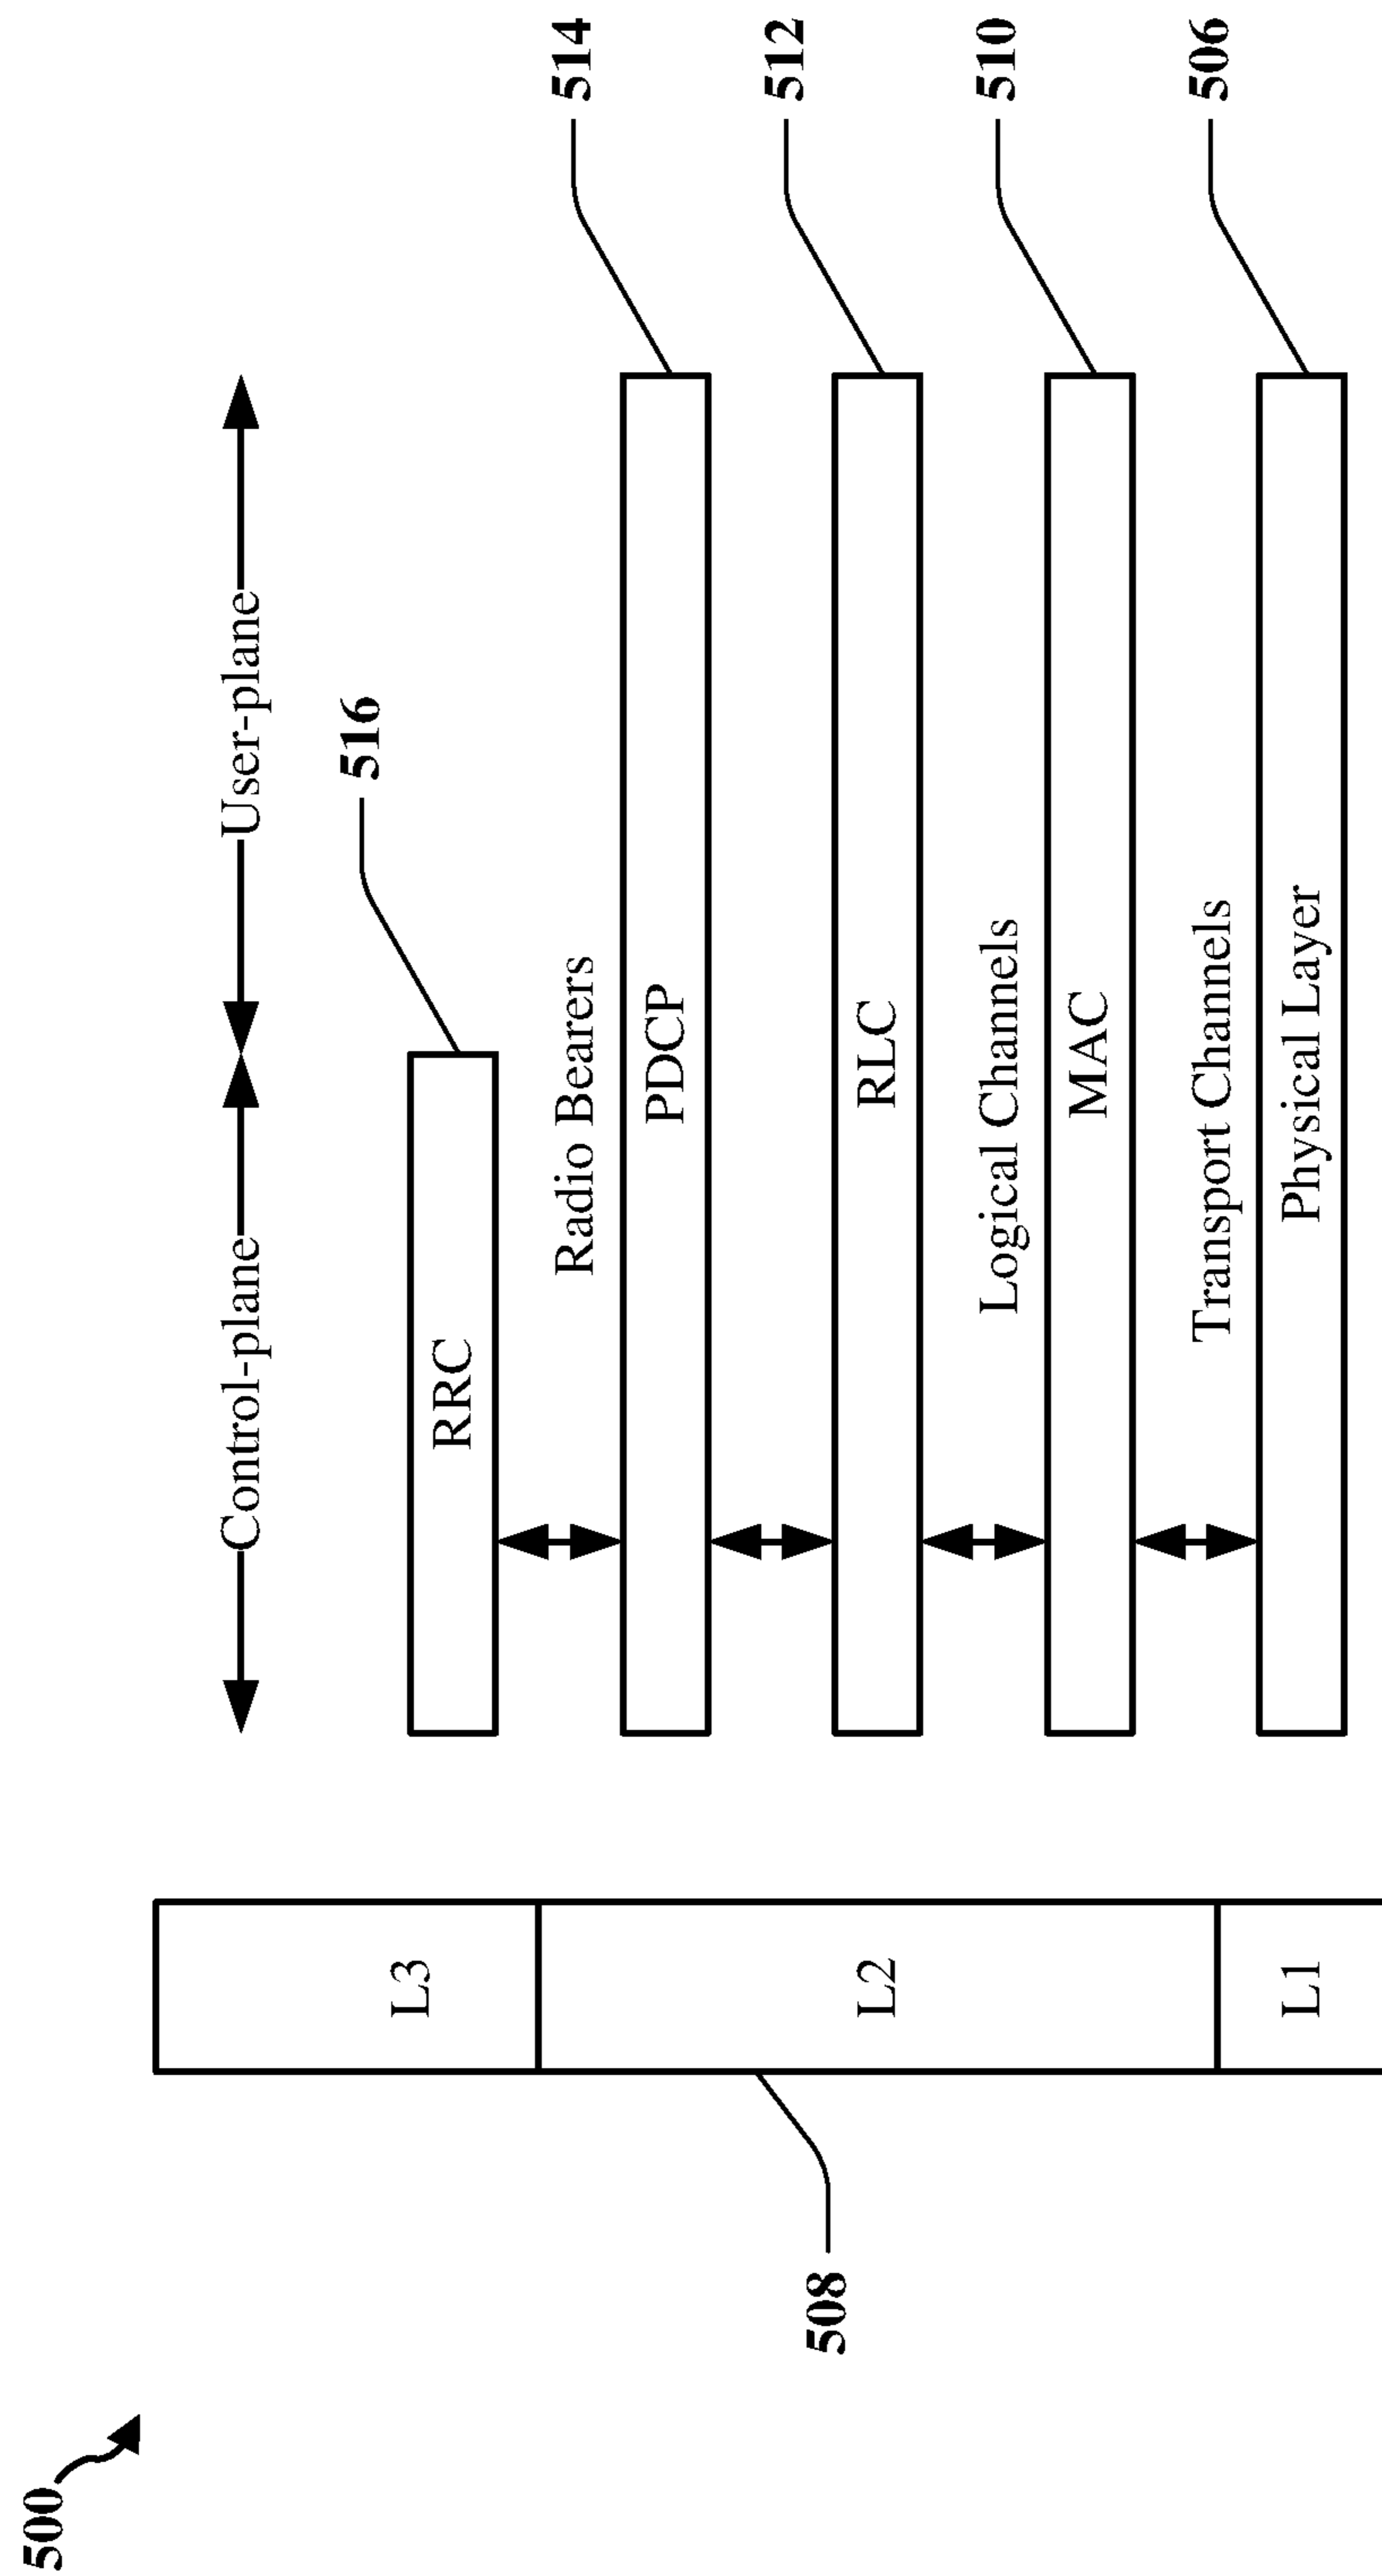 500
Control-plane
User-plane
516
L3
RRC
Radio Bearers
514
PDCP
508
L2
512
RLC
Logical Channels
510
MAC
Transport Channels
506
L1
Physical Layer